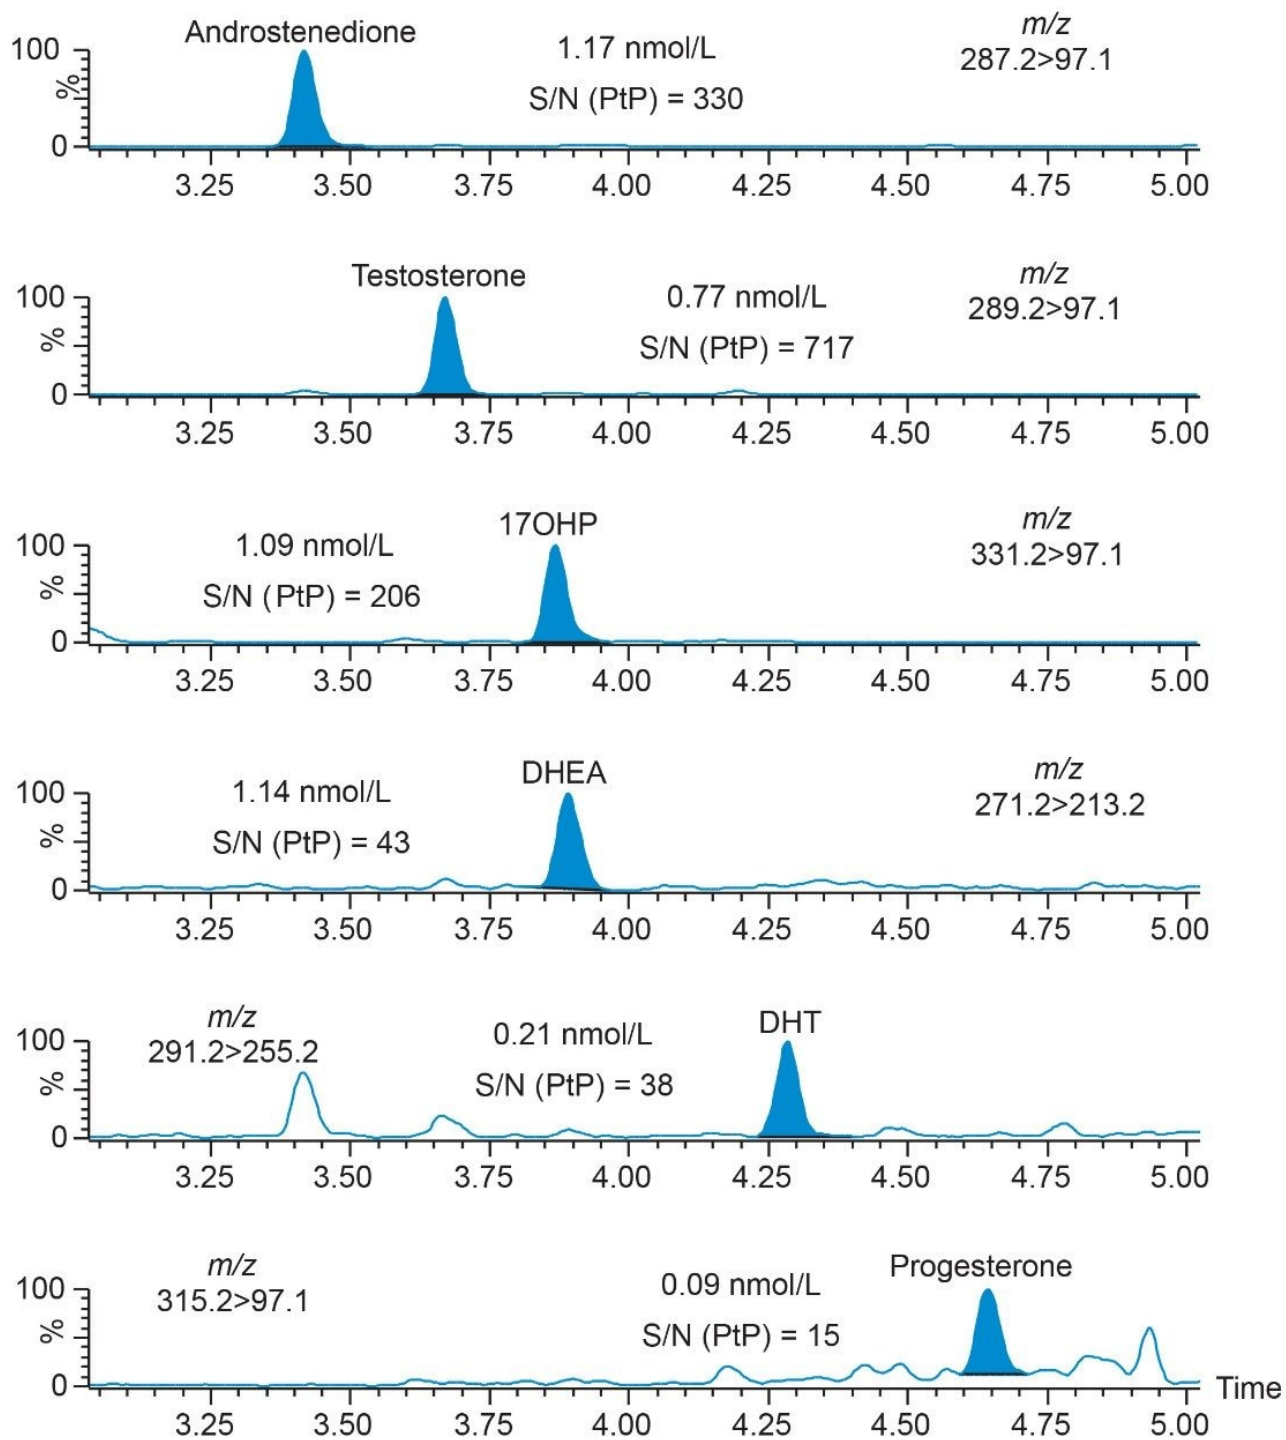 Androstenedione
1.17 nmol/L
S/N (PtP) = 330
m/z
287.2>97.1
100
%
0
3.25 3.50 3.75 4.00 4.25 4.50 4.75 5.00
Testosterone
0.77 nmol/L
S/N (PtP) = 717
m/z
289.2>97.1
100
%
0
3.25 3.50 3.75 4.00 4.25 4.50 4.75 5.00
17OHP
1.09 nmol/L
S/N (PtP) = 206
m/z
331.2>97.1
100
%
0
3.25 3.50 3.75 4.00 4.25 4.50 4.75 5.00
DHEA
1.14 nmol/L
S/N (PtP) = 43
m/z
271.2>213.2
100
%
0
3.25 3.50 3.75 4.00 4.25 4.50 4.75 5.00
m/z
291.2>255.2
0.21 nmol/L
S/N (PtP) = 38
DHT
100
%
0
3.25 3.50 3.75 4.00 4.25 4.50 4.75 5.00
m/z
315.2>97.1
0.09 nmol/L
S/N (PtP) = 15
Progesterone
100
%
0
Time
3.25 3.50 3.75 4.00 4.25 4.50 4.75 5.00